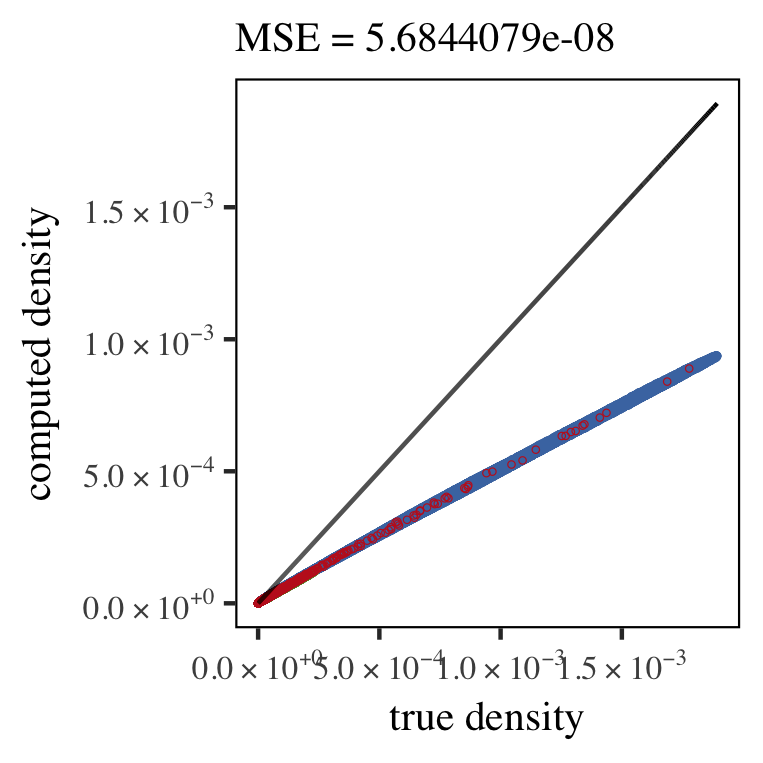 MSE = 5.6844079e-08
computed density
1.5 × 10⁻³
1.0 × 10⁻³
5.0 × 10⁻⁴
0.0 × 10⁺⁰
0.0 × 10⁺⁰ 5.0 × 10⁻⁴ 1.0 × 10⁻³ 1.5 × 10⁻³
true density